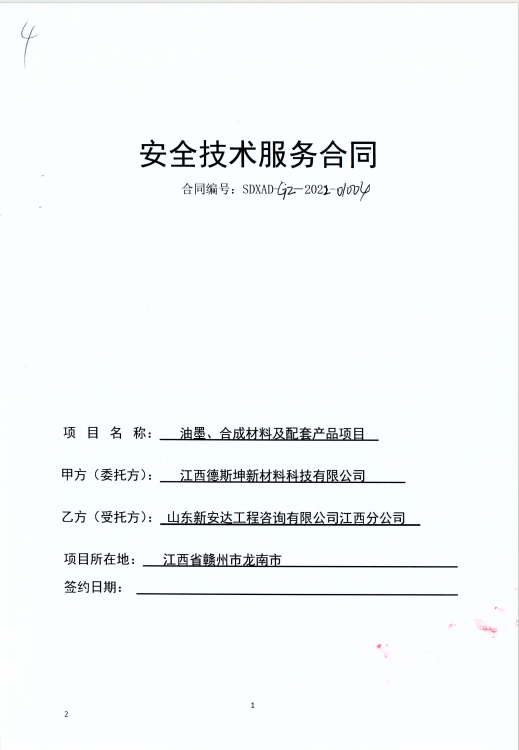 4
安全技术服务合同
合同编号：SDXAD-GZ-2022-01004
项 目 名 称： 油墨、合成材料及配套产品项目
甲方（委托方）： 江西德斯坤新材料科技有限公司
乙方（受托方）： 山东新安达工程咨询有限公司江西分公司
项目所在地： 江西省赣州市龙南市
签约日期：
1
2